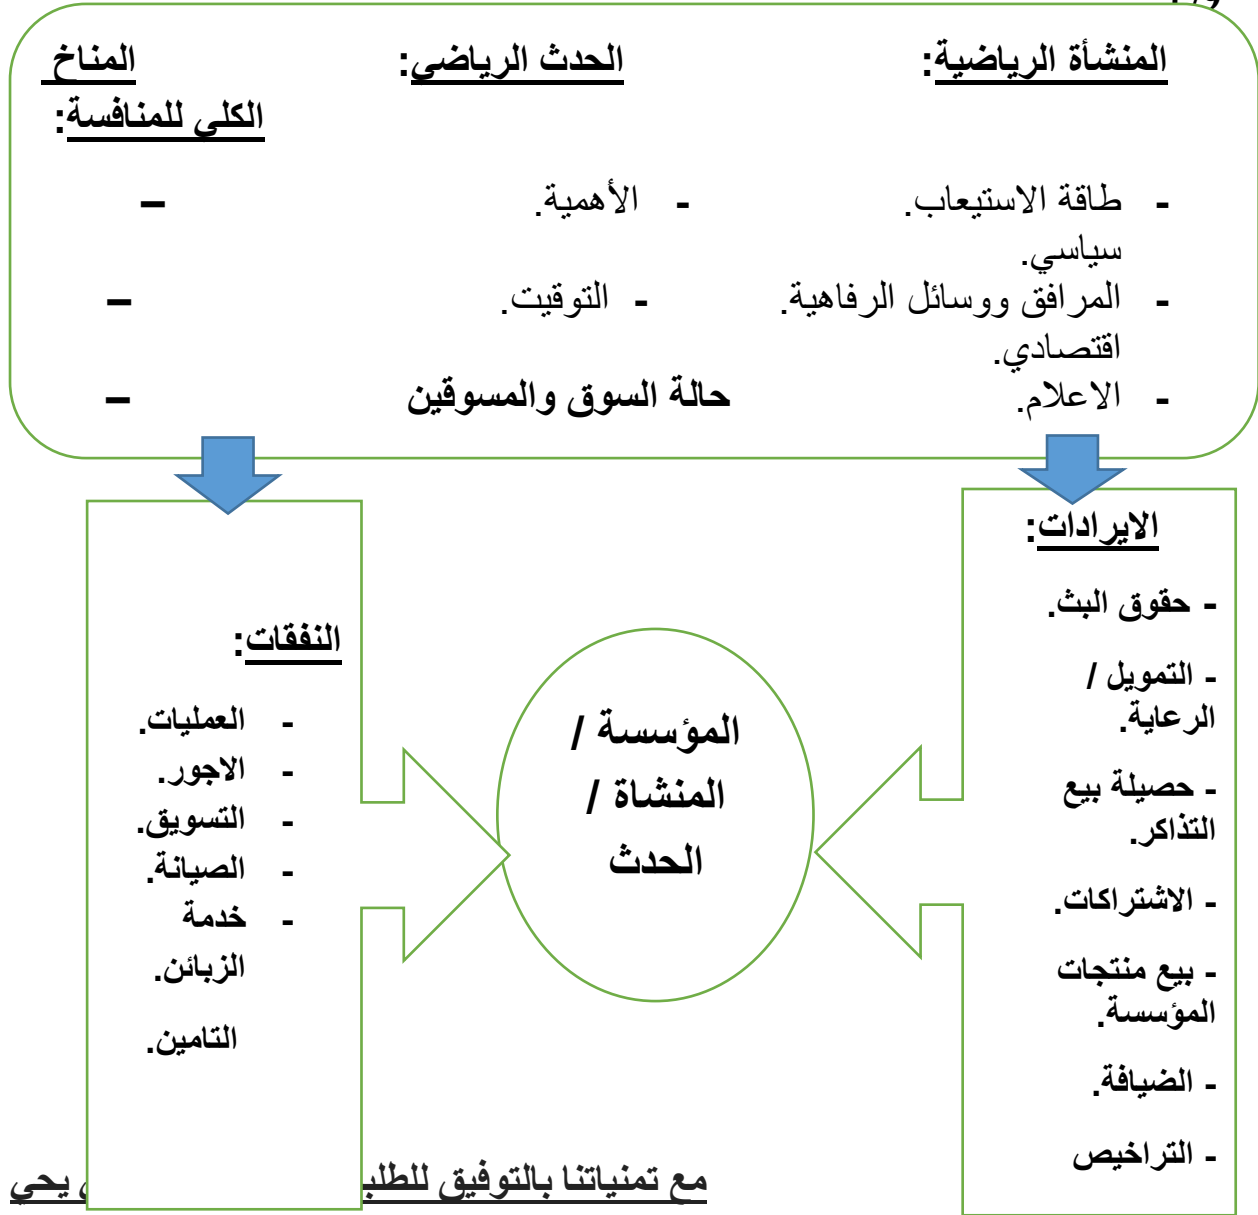 المنشأة الرياضية: الحدث الرياضي: المناخ
الكلي للمنافسة:
- طاقة الاستيعاب. - الأهمية. –
سياسي.
- المرافق ووسائل الرفاهية. - التوقيت. –
اقتصادي.
- الاعلام. حالة السوق والمسوقين –
الايرادات:
- حقوق البث.
- التمويل /
الرعاية.
- حصيلة بيع
التذاكر.
- الاشتراكات.
- بيع منتجات
المؤسسة.
- الضيافة.
- التراخيص
المؤسسة /
المنشاة /
الحدث
النفقات:
- العمليات.
- الاجور.
- التسويق.
- الصيانة.
- خدمة
الزبائن.
التامين.
مع تمنياتنا بالتوفيق يحي